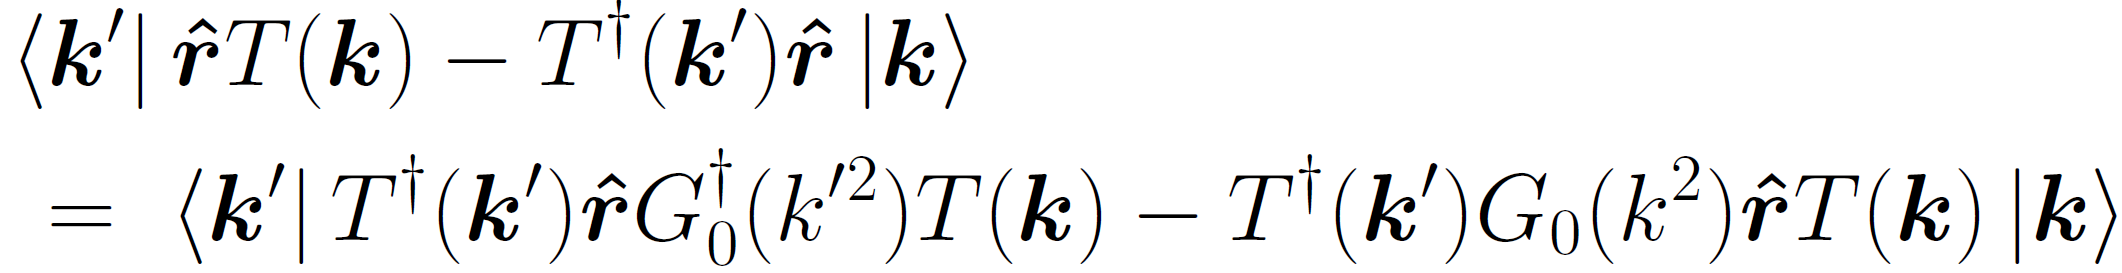 ⟨𝒌′| 𝒓̂T(𝒌) − T†(𝒌′)𝒓̂ |𝒌⟩
= ⟨𝒌′| T†(𝒌′)𝒓̂G₀†(k′²)T(𝒌) − T†(𝒌′)G₀(k²)𝒓̂T(𝒌) |𝒌⟩